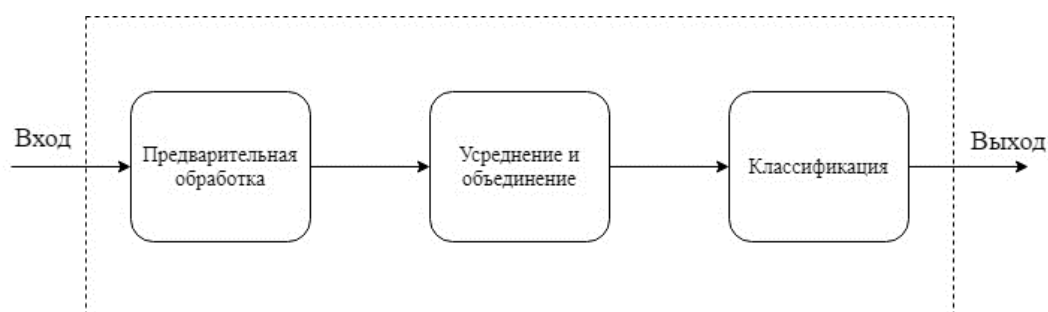 Вход
Предварительная
обработка
Усреднение и
объединение
Классификация
Выход